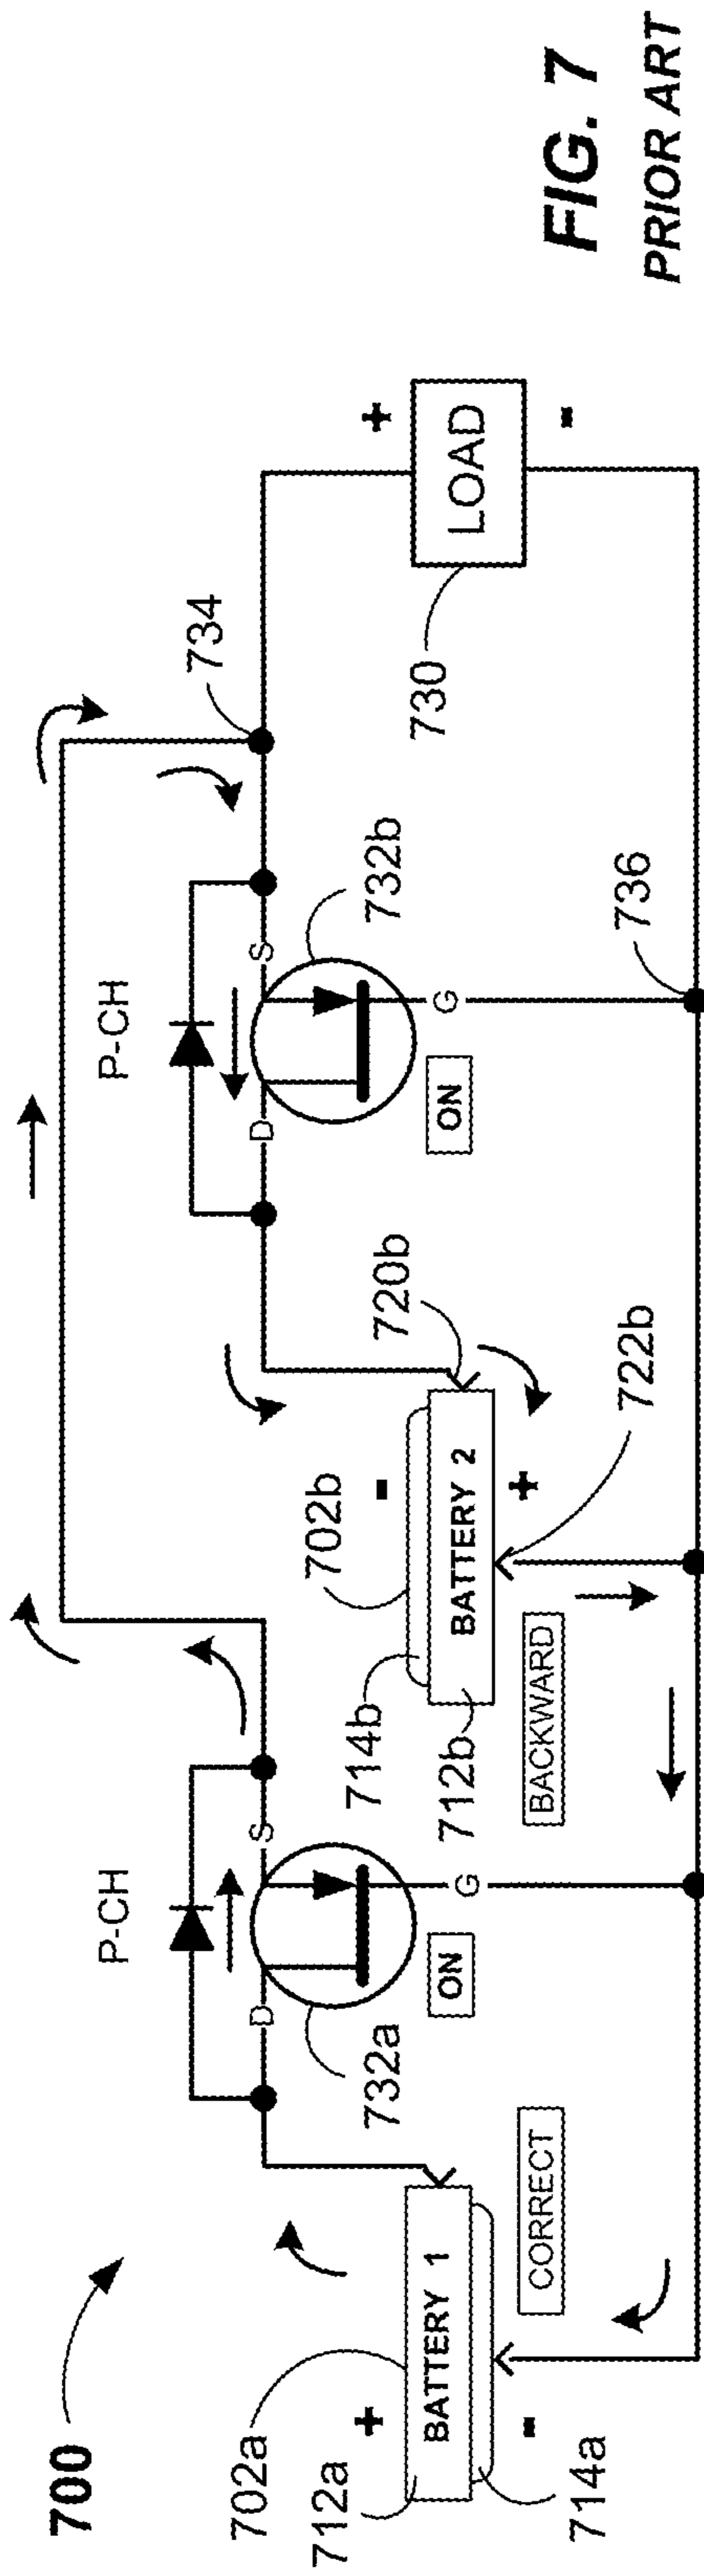 700
P-CH
P-CH
734
D
S
D
S
732a
732b
G
G
ON
ON
702a
712a
+
BATTERY 1
-
714a
CORRECT
702b
714b
-
BATTERY 2
+
712b
BACKWARD
720b
722b
736
730
+
LOAD
-
FIG. 7
PRIOR ART